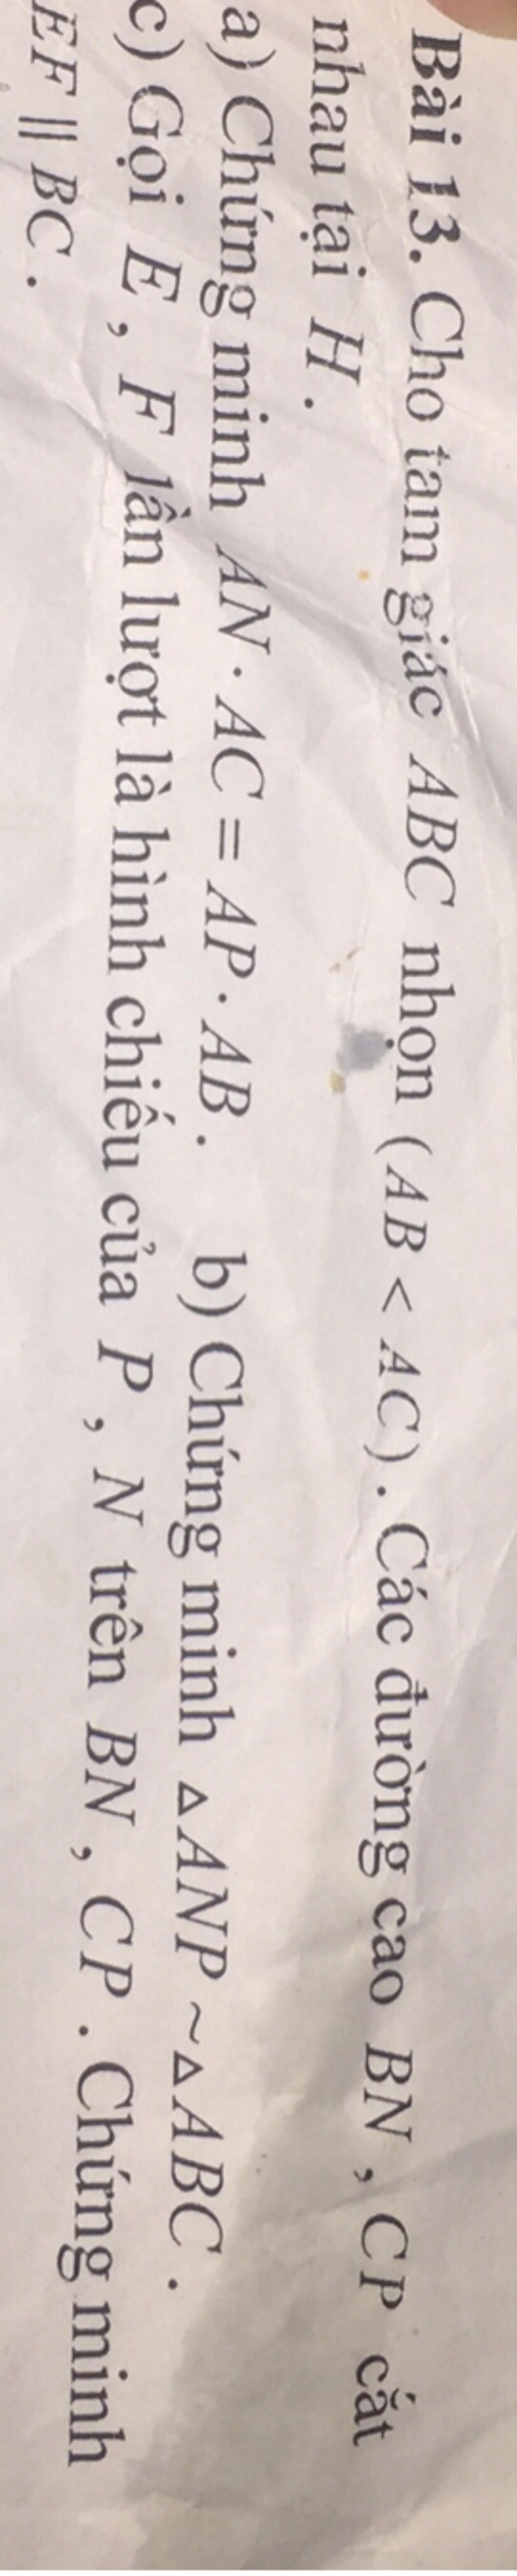 Bài 13. Cho tam giác ABC nhọn (AB < AC). Các đường cao BN, CP cắt
nhau tại H.
a) Chứng minh AN · AC = AP · AB. b) Chứng minh △ANP ~ △ABC.
c) Gọi E, F lần lượt là hình chiếu của P, N trên BN, CP. Chứng minh
EF || BC.